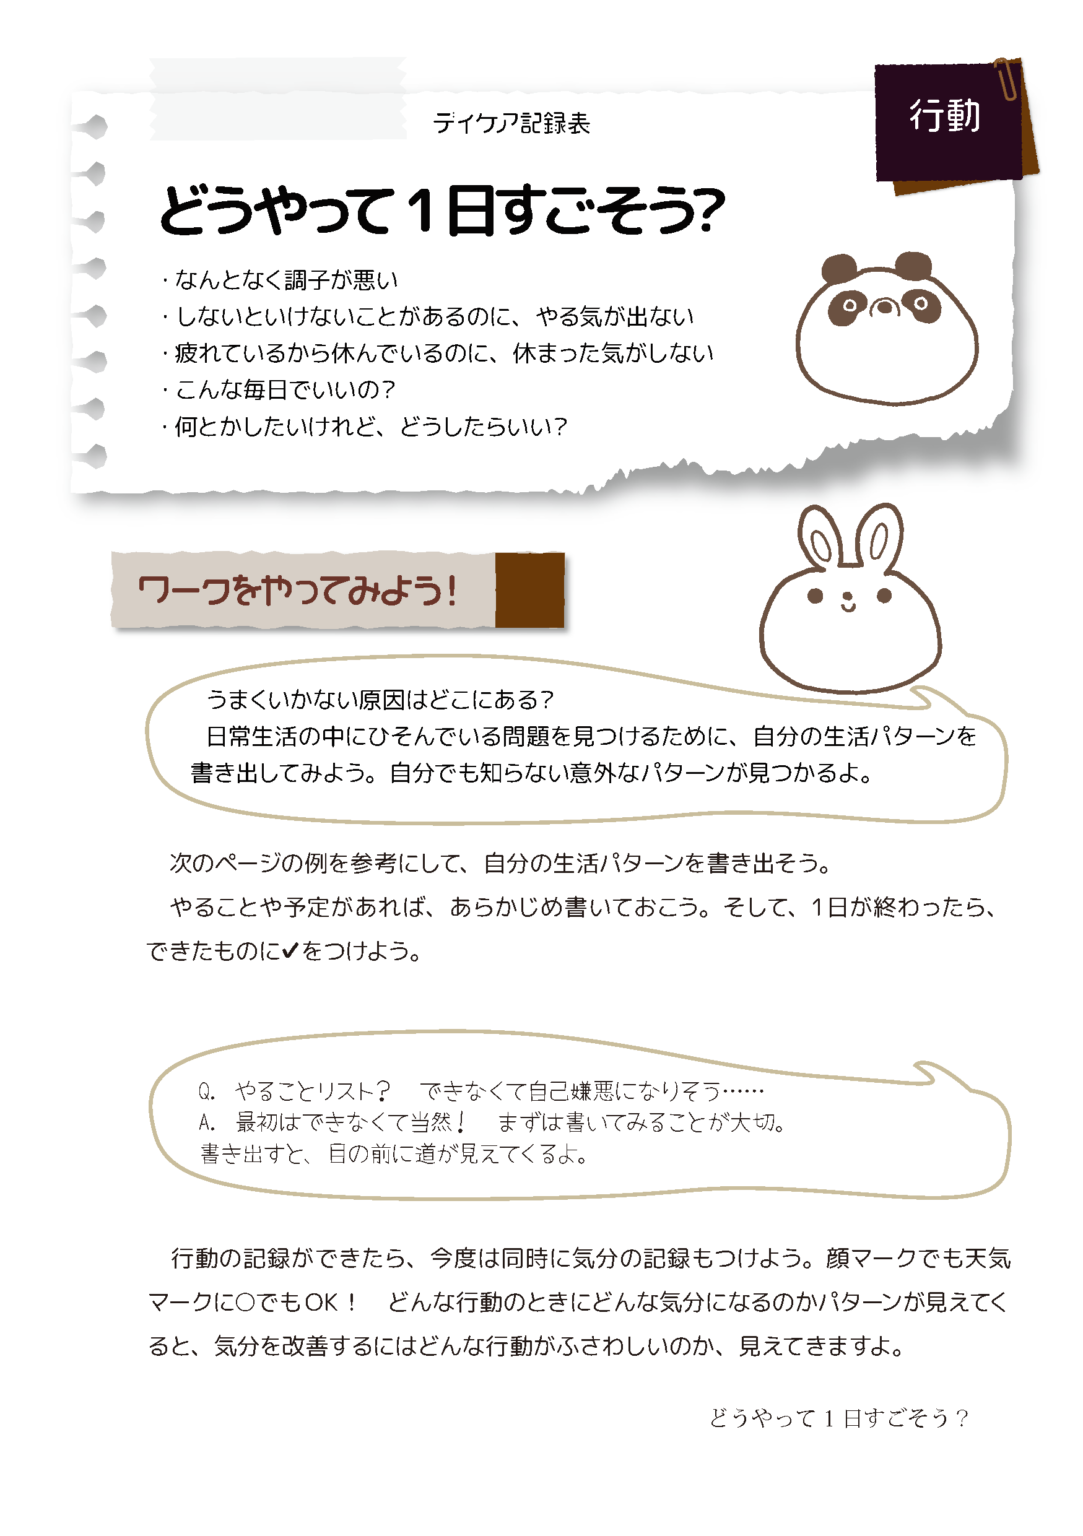 デイケア記録表
行動
どうやって1日すごそう?
・なんとなく調子が悪い
・しないといけないことがあるのに、やる気が出ない
・疲れているから休んでいるのに、休まった気がしない
・こんな毎日でいいの?
・何とかしたいけれど、どうしたらいい?
ワークをやってみよう!
うまくいかない原因はどこにある?
日常生活の中にひそんでいる問題を見つけるために、自分の生活パターンを
書き出してみよう。自分でも知らない意外なパターンが見つかるよ。
次のページの例を参考にして、自分の生活パターンを書き出そう。
やることや予定があれば、あらかじめ書いておこう。そして、1日が終わったら、
できたものに✔をつけよう。
Q. やることリスト? できなくて自己嫌悪になりそう……
A. 最初はできなくて当然! まずは書いてみることが大切。
書き出すと、目の前に道が見えてくるよ。
行動の記録ができたら、今度は同時に気分の記録もつけよう。顔マークでも天気
マークに○でもOK! どんな行動のときにどんな気分になるのかパターンが見えてく
ると、気分を改善するにはどんな行動がふさわしいのか、見えてきますよ。
どうやって1日すごそう?